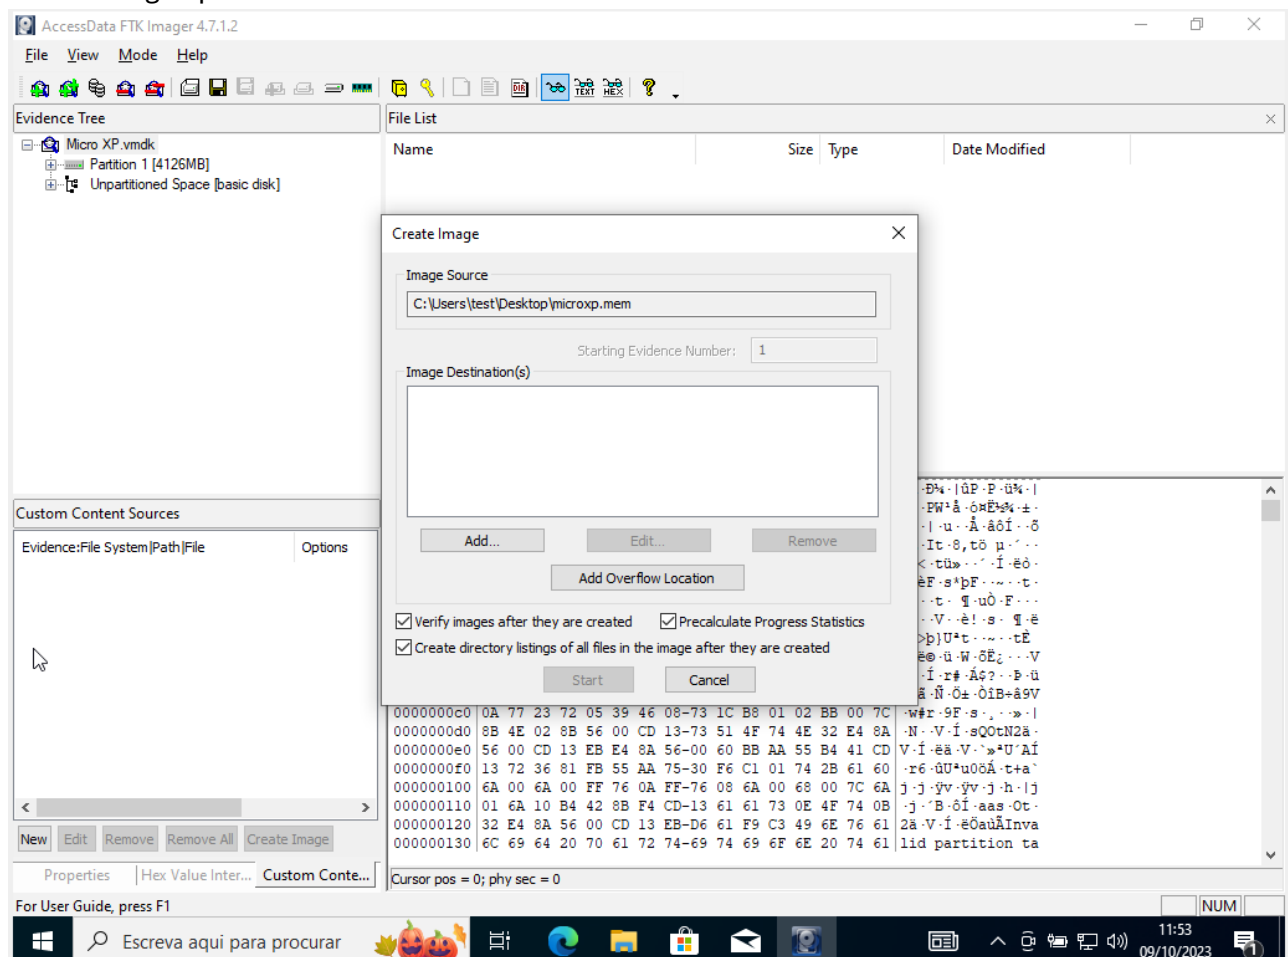 AccessData FTK Imager 4.7.1.2
File View Mode Help
Evidence Tree
File List
Micro XP.vmdk
Partition 1 [4126MB]
Unpartitioned Space [basic disk]
Name Size Type Date Modified
Create Image
Image Source
C:\Users\test\Desktop\microxp.mem
Starting Evidence Number: 1
Image Destination(s)
Add... Edit... Remove
Add Overflow Location
Verify images after they are created Precalculate Progress Statistics
Create directory listings of all files in the image after they are created
Start Cancel
Custom Content Sources
Evidence:File System|Path|File Options
0000000c0 0A 77 23 72 05 39 46 08-73 1C B8 01 02 BB 00 7C
0000000d0 8B 4E 02 8B 56 00 CD 13-73 51 4F 74 4E 32 E4 8A
0000000e0 56 00 CD 13 EB E4 8A 56-00 60 BB AA 55 B4 41 CD
0000000f0 13 72 36 81 FB 55 AA 75-30 F6 C1 01 74 2B 61 60
000000100 6A 00 6A 00 FF 76 0A FF-76 08 6A 00 68 00 7C 6A
000000110 01 6A 10 B4 42 8B F4 CD-13 61 61 73 0E 4F 74 0B
000000120 32 E4 8A 56 00 CD 13 EB-D6 61 F9 C3 49 6E 76 61
000000130 6C 69 64 20 70 61 72 74-69 74 69 6F 6E 20 74 61 lid partition ta
New Edit Remove Remove All Create Image
Properties Hex Value Inter... Custom Conte...
Cursor pos = 0; phy sec = 0
For User Guide, press F1
NUM
Escreva aqui para procurar
11:53
09/10/2023